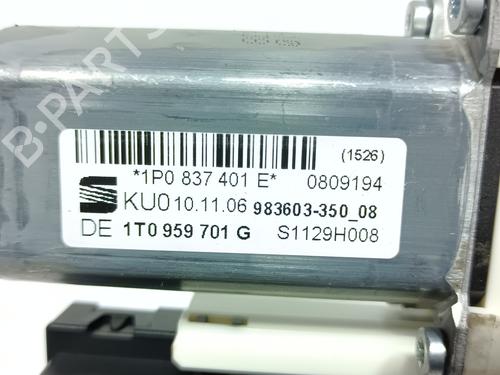 B-PARTS
(1526)
*1P0 837 401 E* 0809194
KU0 10.11.06 983603-350_08
DE 1T0 959 701 G S1129H008